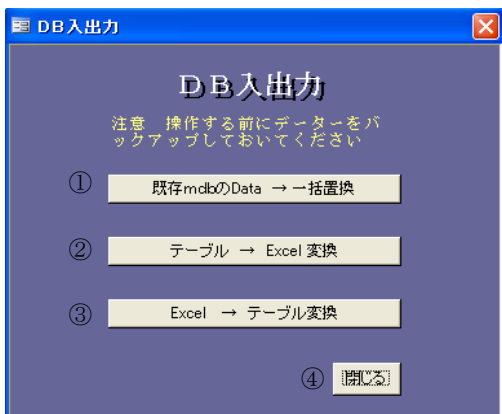 DB入出力
DB入出力
注意 操作する前にデーターをバ
ックアップしておいてください
① 既存mdbのData →一括置換
② テーブル → Excel 変換
③ Excel → テーブル変換
④ 閉じる